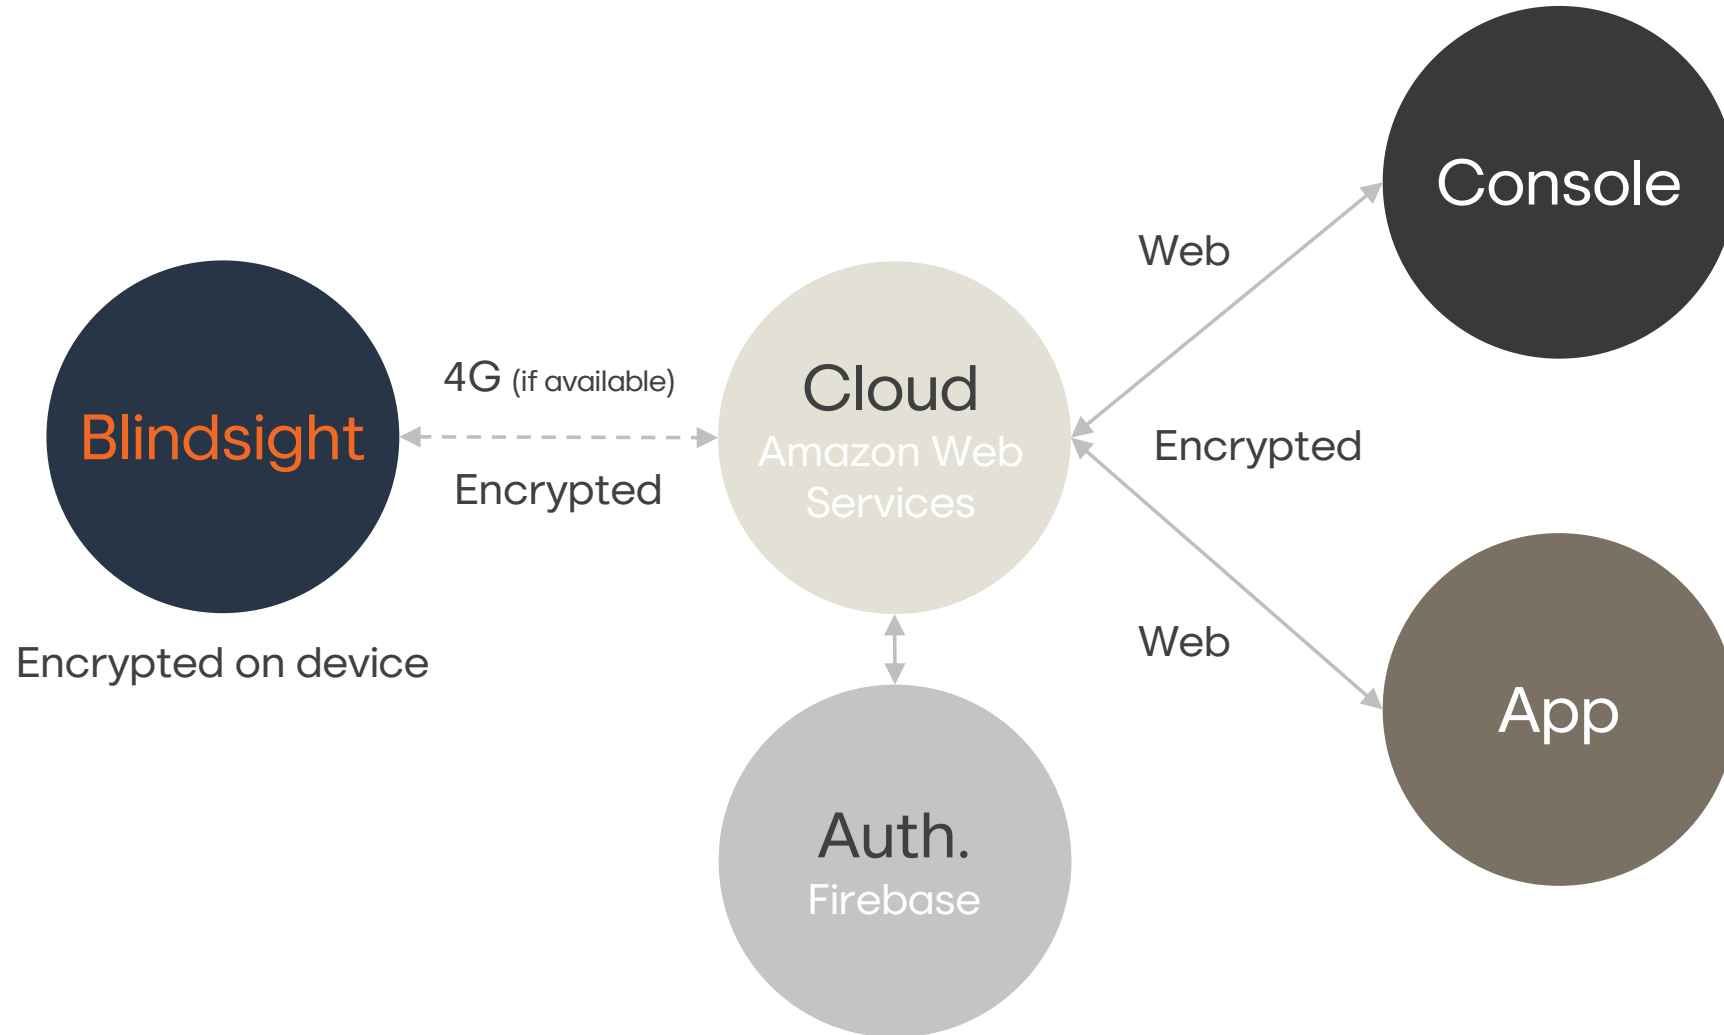 Console
Web
4G (if available)
Cloud
Blindsight
Amazon Web
Services
Encrypted
Encrypted
Encrypted on device
Web
App
Auth.
Firebase